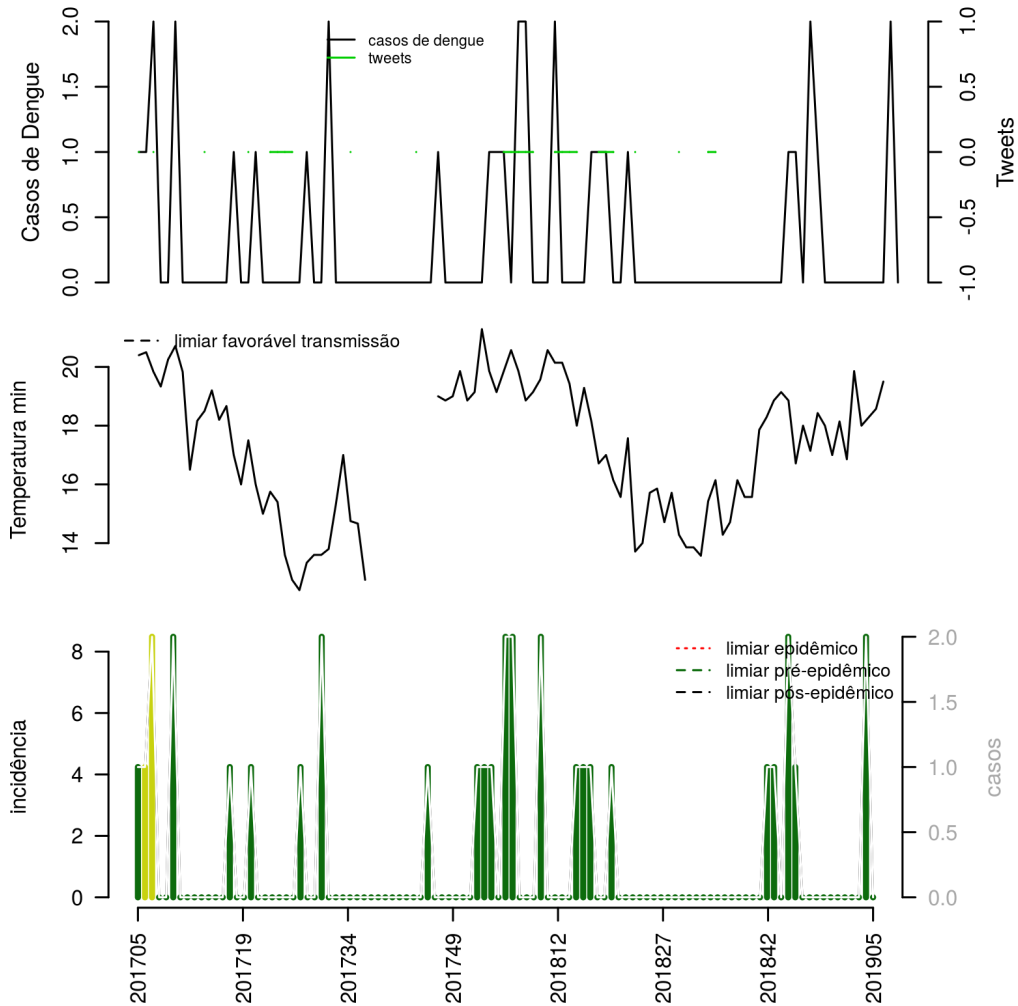 casos de dengue
tweets
Casos de Dengue
0.0 0.5 1.0 1.5 2.0
Tweets
-1.0 -0.5 0.0 0.5 1.0
limiar favorável transmissão
Temperatura min
14 16 18 20
limiar epidêmico
limiar pré-epidêmico
limiar pós-epidêmico
incidência
0 2 4 6 8
casos
0.0 0.5 1.0 1.5 2.0
201705 201719 201734 201749 201812 201827 201842 201905